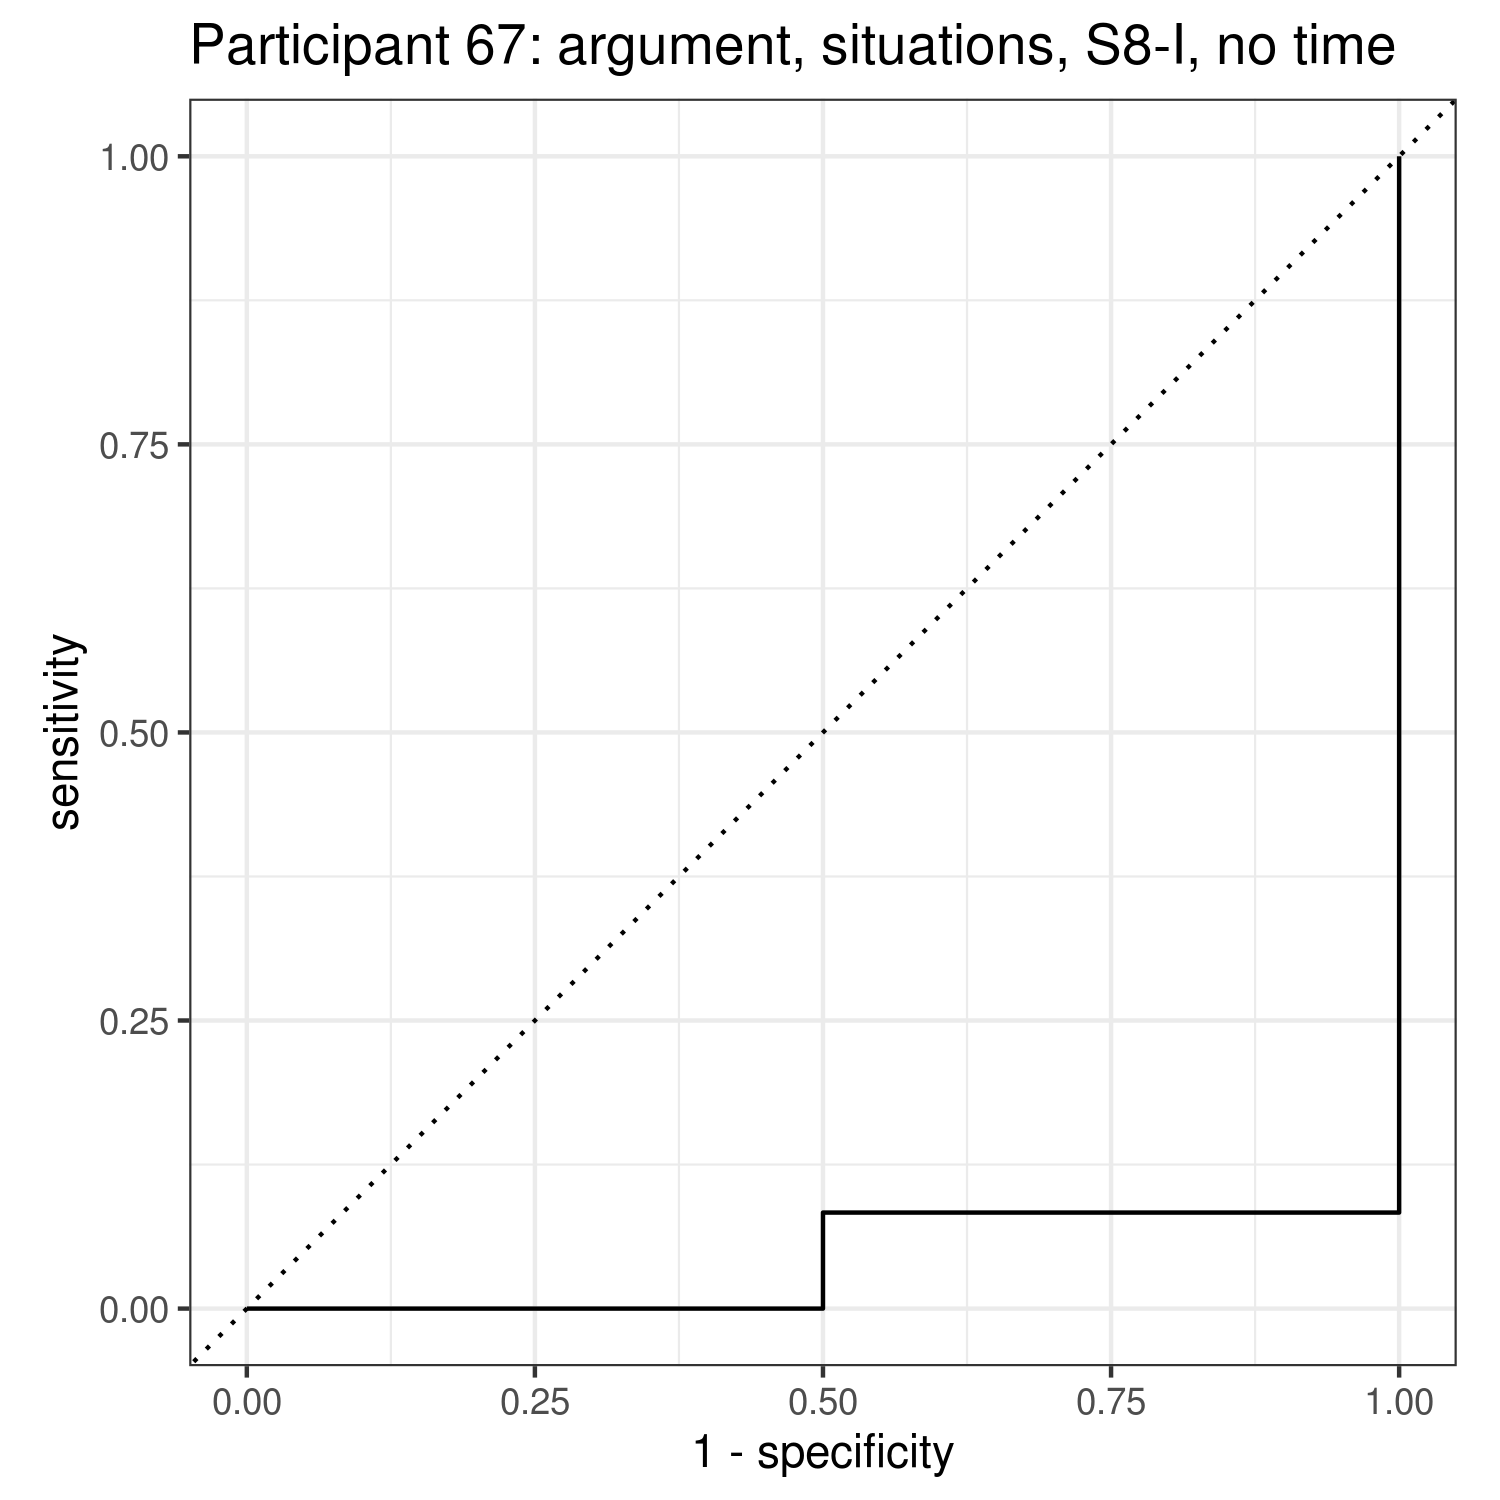 Participant 67: argument, situations, S8-I, no time
1.00
0.75
0.50
0.25
0.00
sensitivity
0.00 0.25 0.50 0.75 1.00
1 - specificity